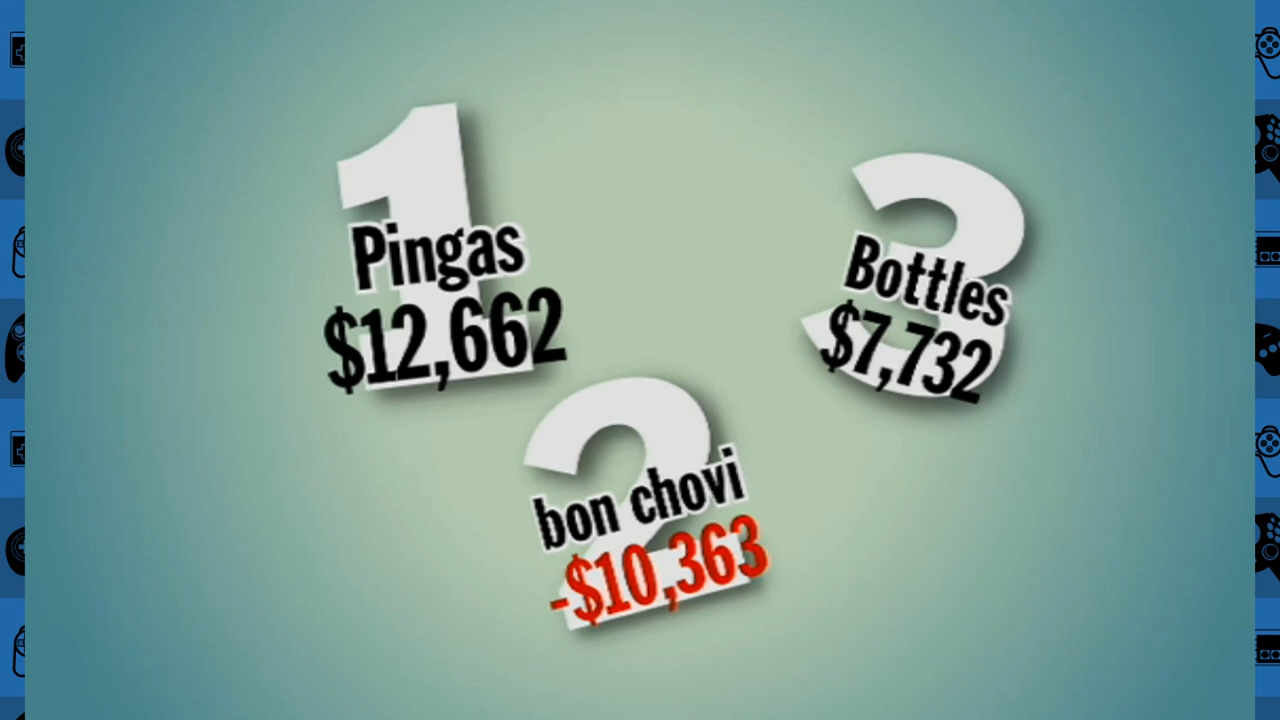 1
Pingas
$12,662
3
Bottles
$7,732
2
bon chovi
-$10,363